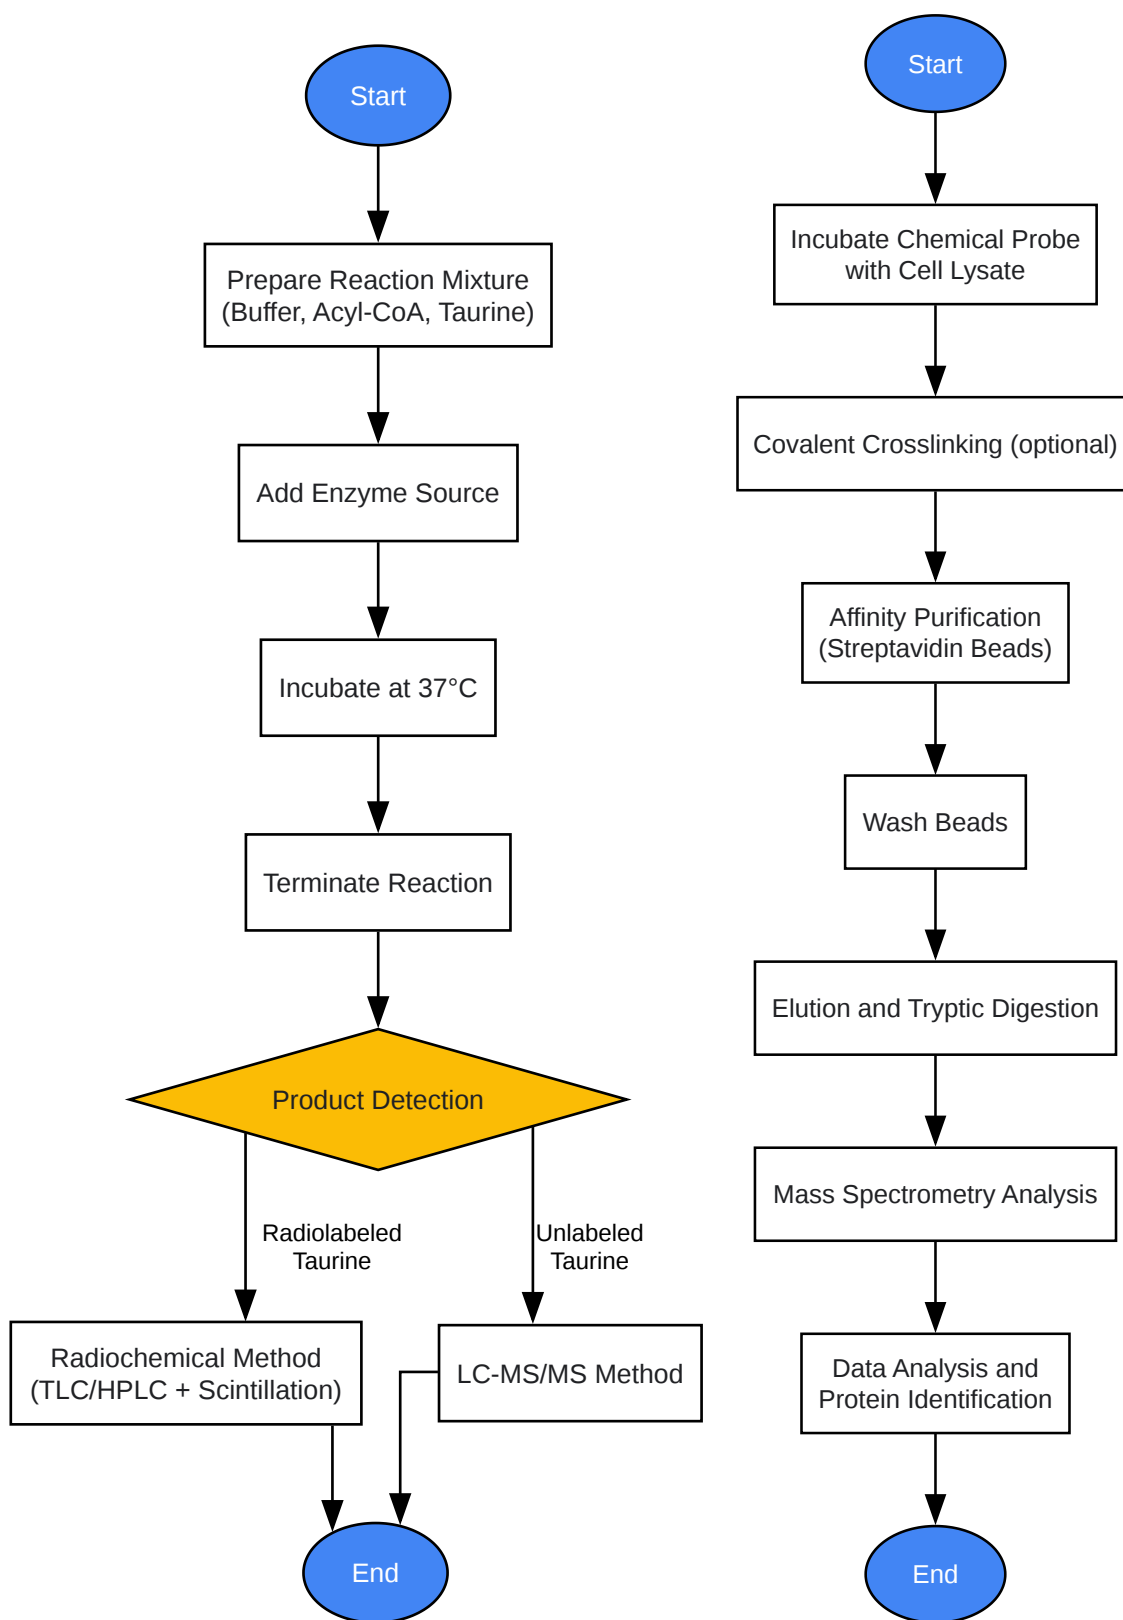 Start
Prepare Reaction Mixture
(Buffer, Acyl-CoA, Taurine)
Add Enzyme Source
Incubate at 37°C
Terminate Reaction
Product Detection
Radiolabeled
Taurine
Unlabeled
Taurine
Radiochemical Method
(TLC/HPLC + Scintillation)
LC-MS/MS Method
End
Start
Incubate Chemical Probe
with Cell Lysate
Covalent Crosslinking (optional)
Affinity Purification
(Streptavidin Beads)
Wash Beads
Elution and Tryptic Digestion
Mass Spectrometry Analysis
Data Analysis and
Protein Identification
End